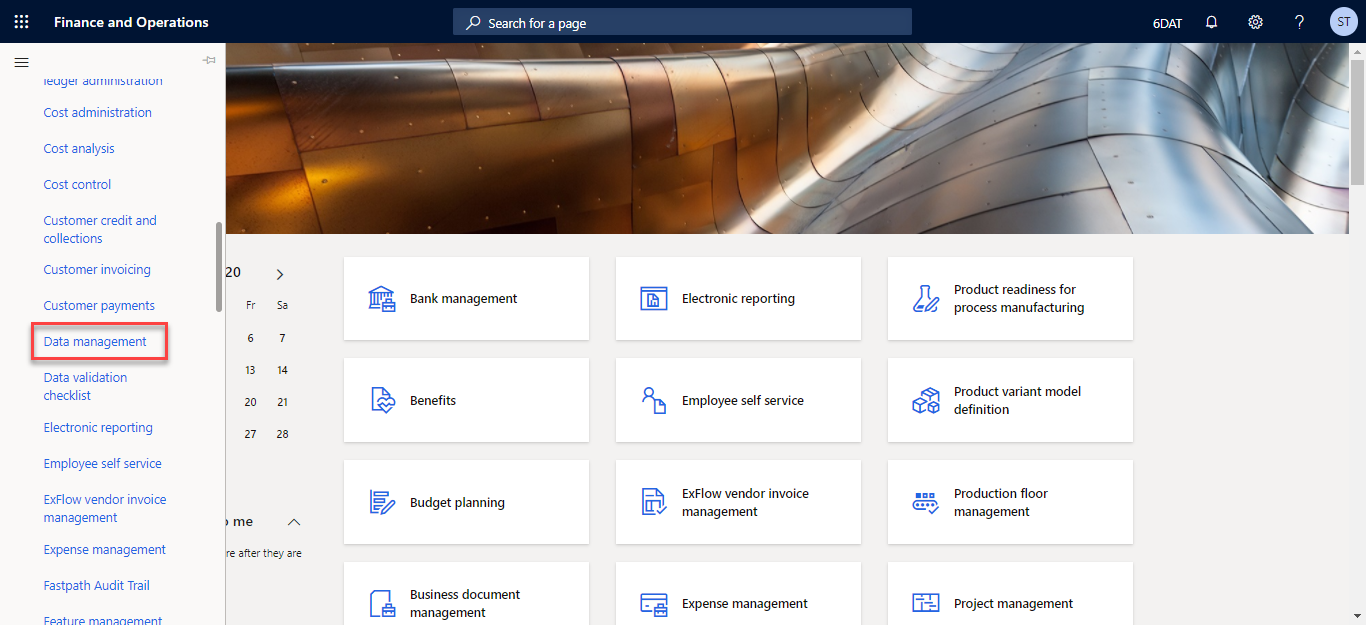 Finance and Operations
Search for a page
6DAT
?
ST
ledger administration
Cost administration
Cost analysis
Cost control
Customer credit and
collections
Customer invoicing
Customer payments
Data management
Data validation
checklist
Electronic reporting
Employee self service
ExFlow vendor invoice
management
Expense management
Fastpath Audit Trail
Feature management
20
Fr Sa
6 7
13 14
20 21
27 28
me
re after they are
Bank management
Electronic reporting
Product readiness for
process manufacturing
Benefits
Employee self service
Product variant model
definition
Budget planning
ExFlow vendor invoice
management
Production floor
management
Business document
management
Expense management
Project management